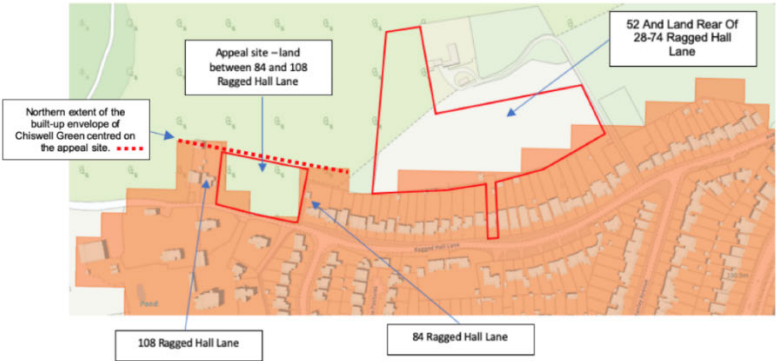 52 And Land Rear Of
28-74 Ragged Hall
Lane
Appeal site – land
between 84 and 108
Ragged Hall Lane
Northern extent of the
built-up envelope of
Chiswell Green centred on
the appeal site.
Ragged Hall Lane
Pond
108 Ragged Hall Lane
84 Ragged Hall Lane